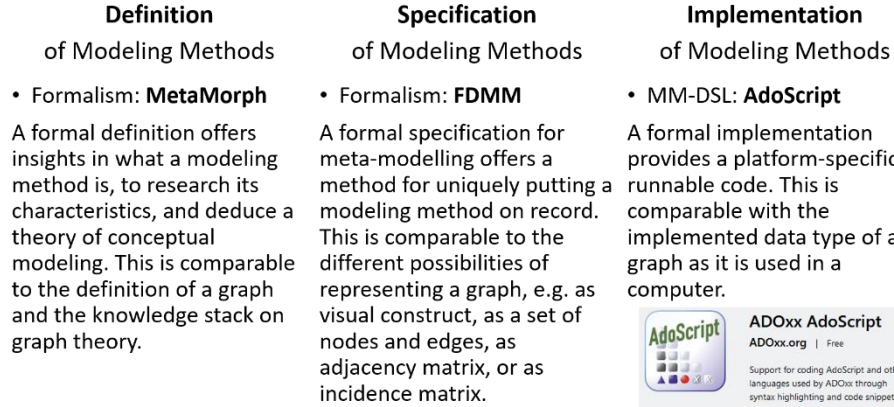 Definition
of Modeling Methods
• Formalism: MetaMorph
A formal definition offers
insights in what a modeling
method is, to research its
characteristics, and deduce a
theory of conceptual
modeling. This is comparable
to the definition of a graph
and the knowledge stack on
graph theory.
Specification
of Modeling Methods
• Formalism: FDMM
A formal specification for
meta-modelling offers a
method for uniquely putting a
modeling method on record.
This is comparable to the
different possibilities of
representing a graph, e.g. as
visual construct, as a set of
nodes and edges, as
adjacency matrix, or as
incidence matrix.
Implementation
of Modeling Methods
• MM-DSL: AdoScript
A formal implementation
provides a platform-specific
runnable code. This is
comparable with the
implemented data type of a
graph as it is used in a
computer.
AdoScript
ADOxx AdoScript
ADOxx.org | Free
Support for coding AdoScript and
languages used by ADOxx through
syntax highlighting and code